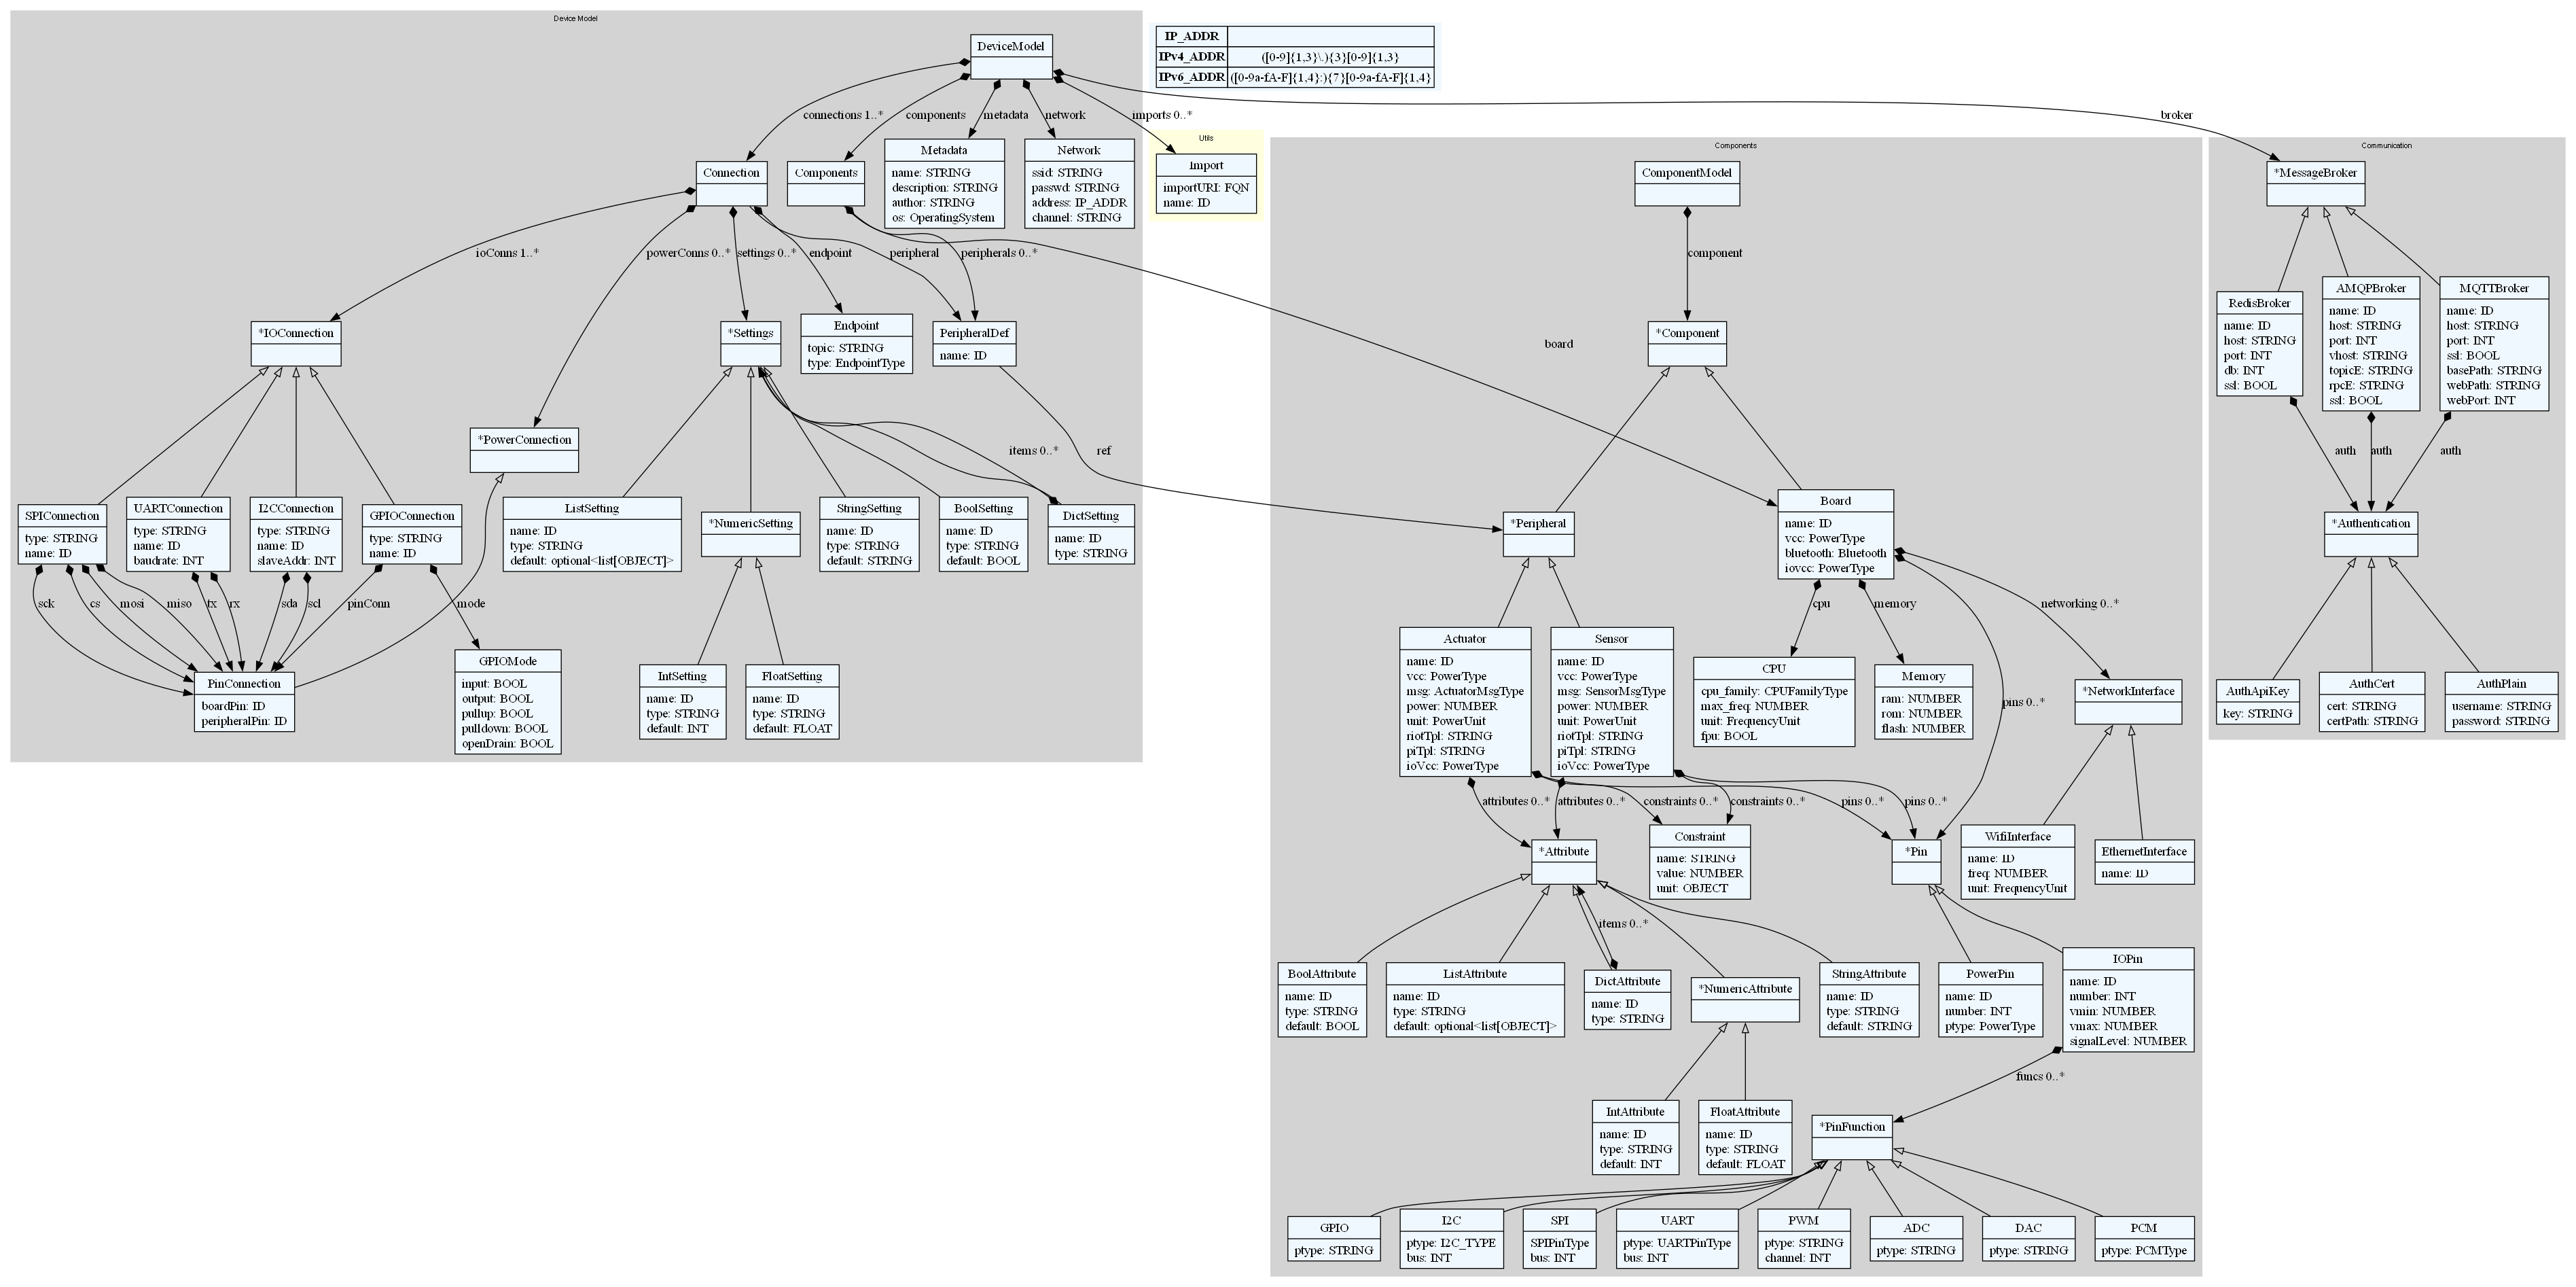 Device Model
DeviceModel
IP_ADDR
IPv4_ADDR ([0-9]{1,3}\.){3}[0-9]{1,3}
IPv6_ADDR ([0-9a-fA-F]{1,4}:){7}[0-9a-fA-F]{1,4}
connections 1..*
components
metadata
network
imports 0..*
broker
Connection
Components
Metadata
name: STRING
description: STRING
author: STRING
os: OperatingSystem
Network
ssid: STRING
passwd: STRING
address: IP_ADDR
channel: STRING
Utils
Import
importURI: FQN
name: ID
ioConns 1..*
powerConns 0..*
settings 0..*
endpoint
peripheral
peripherals 0..*
board
*IOConnection
*Settings
Endpoint
topic: STRING
type: EndpointType
PeripheralDef
name: ID
*PowerConnection
items 0..*
ref
SPIConnection
type: STRING
name: ID
UARTConnection
type: STRING
name: ID
baudrate: INT
I2CConnection
type: STRING
name: ID
slaveAddr: INT
GPIOConnection
type: STRING
name: ID
ListSetting
name: ID
type: STRING
default: optional<list[OBJECT]>
*NumericSetting
StringSetting
name: ID
type: STRING
default: STRING
BoolSetting
name: ID
type: STRING
default: BOOL
DictSetting
name: ID
type: STRING
sck
cs
mosi
miso
tx
rx
sda
scl
pinConn
mode
PinConnection
boardPin: ID
peripheralPin: ID
GPIOMode
input: BOOL
output: BOOL
pullup: BOOL
pulldown: BOOL
openDrain: BOOL
IntSetting
name: ID
type: STRING
default: INT
FloatSetting
name: ID
type: STRING
default: FLOAT
Components
ComponentModel
component
*Component
*Peripheral
Board
name: ID
vcc: PowerType
bluetooth: Bluetooth
iovcc: PowerType
cpu
memory
networking 0..*
pins 0..*
Actuator
name: ID
vcc: PowerType
msg: ActuatorMsgType
power: NUMBER
unit: PowerUnit
riotTpl: STRING
piTpl: STRING
ioVcc: PowerType
Sensor
name: ID
vcc: PowerType
msg: SensorMsgType
power: NUMBER
unit: PowerUnit
riotTpl: STRING
piTpl: STRING
ioVcc: PowerType
CPU
cpu_family: CPUFamilyType
max_freq: NUMBER
unit: FrequencyUnit
fpu: BOOL
Memory
ram: NUMBER
rom: NUMBER
flash: NUMBER
*NetworkInterface
attributes 0..*
attributes 0..*
constraints 0..*
constraints 0..*
pins 0..*
pins 0..*
*Attribute
Constraint
name: STRING
value: NUMBER
unit: OBJECT
*Pin
WifiInterface
name: ID
freq: NUMBER
unit: FrequencyUnit
EthernetInterface
name: ID
items 0..*
BoolAttribute
name: ID
type: STRING
default: BOOL
ListAttribute
name: ID
type: STRING
default: optional<list[OBJECT]>
DictAttribute
name: ID
type: STRING
*NumericAttribute
StringAttribute
name: ID
type: STRING
default: STRING
PowerPin
name: ID
number: INT
ptype: PowerType
IOPin
name: ID
number: INT
vmin: NUMBER
vmax: NUMBER
signalLevel: NUMBER
funcs 0..*
IntAttribute
name: ID
type: STRING
default: INT
FloatAttribute
name: ID
type: STRING
default: FLOAT
*PinFunction
GPIO
ptype: STRING
I2C
ptype: I2C_TYPE
bus: INT
SPI
SPIPinType
bus: INT
UART
ptype: UARTPinType
bus: INT
PWM
ptype: STRING
channel: INT
ADC
ptype: STRING
DAC
ptype: STRING
PCM
ptype: PCMType
Communication
*MessageBroker
RedisBroker
name: ID
host: STRING
port: INT
db: INT
ssl: BOOL
AMQPBroker
name: ID
host: STRING
port: INT
vhost: STRING
topicE: STRING
rpcE: STRING
ssl: BOOL
MQTTBroker
name: ID
host: STRING
port: INT
ssl: BOOL
basePath: STRING
webPath: STRING
webPort: INT
auth
auth
auth
*Authentication
AuthApiKey
key: STRING
AuthCert
cert: STRING
certPath: STRING
AuthPlain
username: STRING
password: STRING